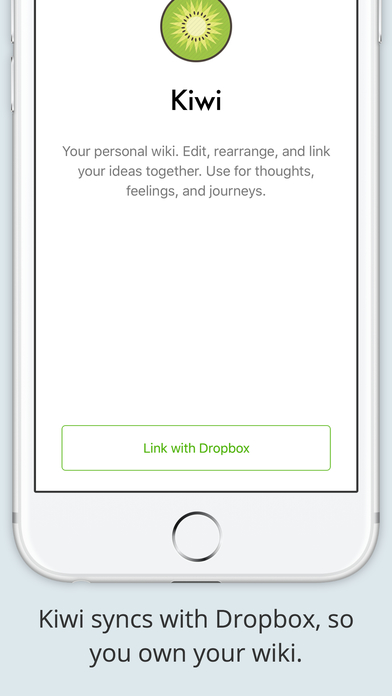 Kiwi
Your personal wiki. Edit, rearrange, and link
your ideas together. Use for thoughts,
feelings, and journeys.
Link with Dropbox
Kiwi syncs with Dropbox, so
you own your wiki.